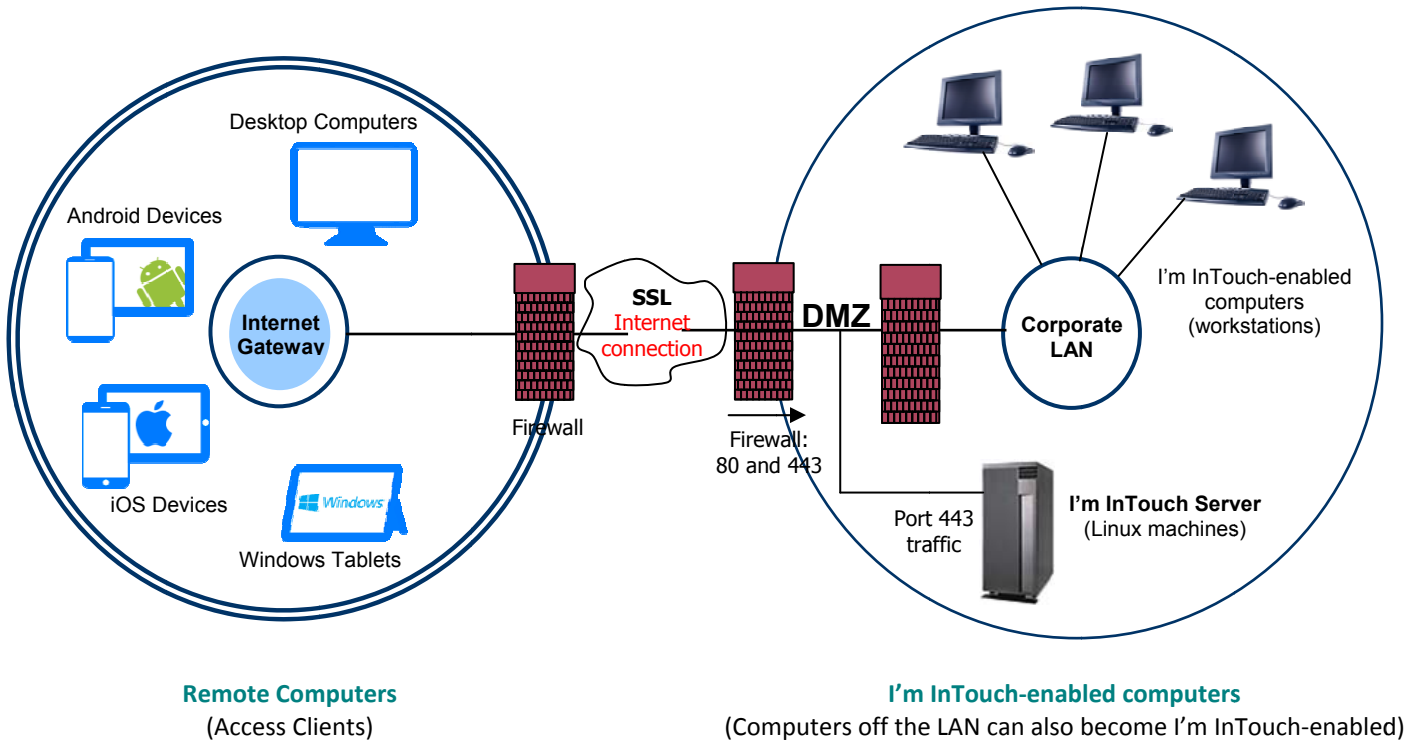 Desktop Computers
Android Devices
Internet
Gateway
iOS Devices
Windows
Windows Tablets
Firewall
SSL
Internet
connection
Firewall:
80 and 443
DMZ
Port 443
traffic
Corporate
LAN
I'm InTouch-enabled
computers
(workstations)
I'm InTouch Server
(Linux machines)
Remote Computers
(Access Clients)
I'm InTouch-enabled computers
(Computers off the LAN can also become I'm InTouch-enabled)